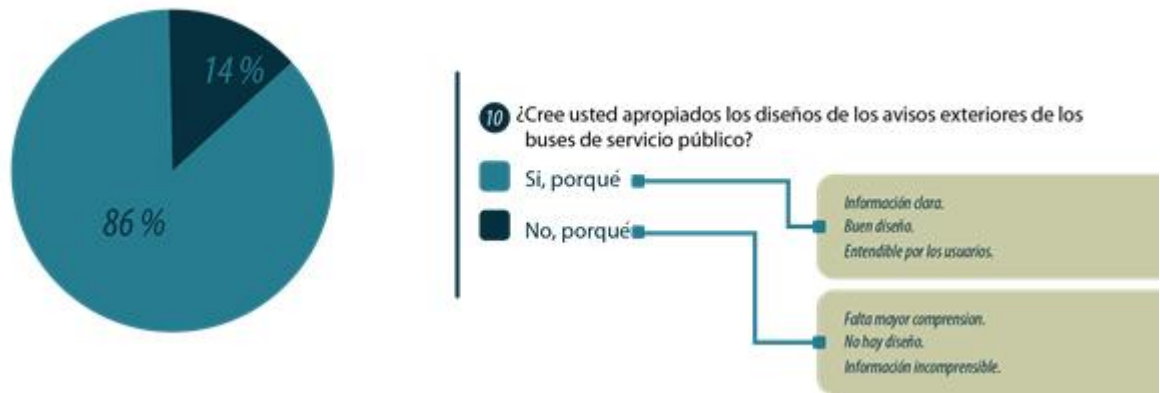 14 %
86 %
10 ¿Cree usted apropiados los diseños de los avisos exteriores de los
buses de servicio público?
Si, porqué
No, porqué
Información clara.
Buen diseño.
Entendible por los usuarios.
Falta mayor comprension.
No hay diseño.
Información incomprensible.